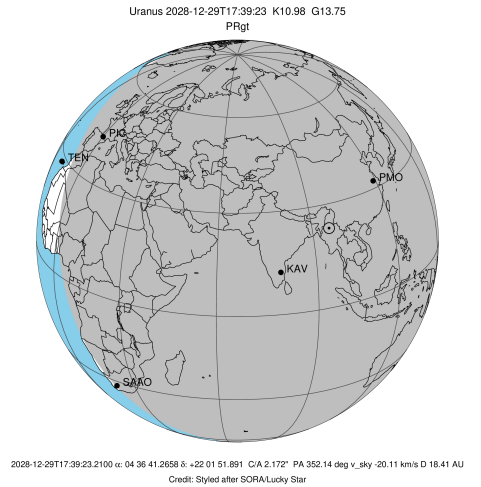 Uranus 2028-12-29T17:39:23 K10.98 G13.75
PRgt
PIC
TEN
PMO
KAV
SAAO
2028-12-29T17:39:23.2100 α: 04 36 41.2658 δ: +22 01 51.891 C/A 2.172" PA 352.14 deg v_sky -20.11 km/s D 18.41 AU
Credit: Styled after SORA/Lucky Star